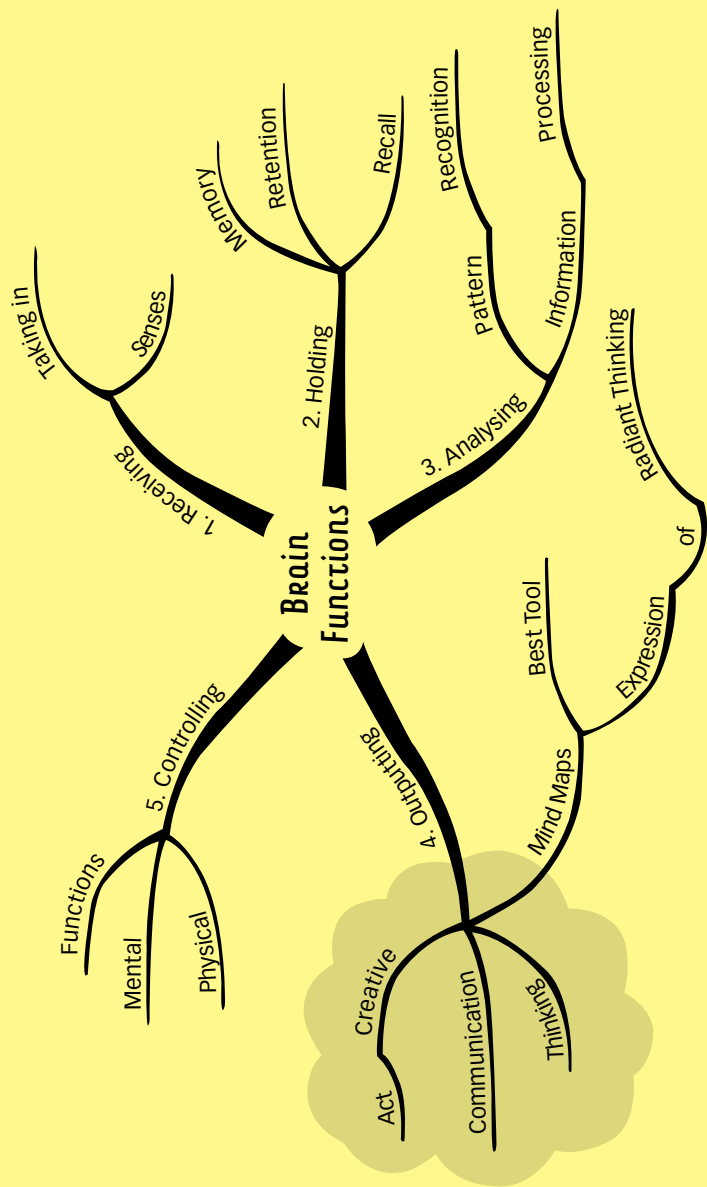 Brain
Functions
1. Receiving
Taking in
Senses
2. Holding
Memory
Retention
Recall
3. Analysing
Pattern
Recognition
Information
Processing
4. Outputting
Mind Maps
Best Tool
Expression
of
Radiant Thinking
Thinking
Communication
Creative
Act
5. Controlling
Functions
Mental
Physical